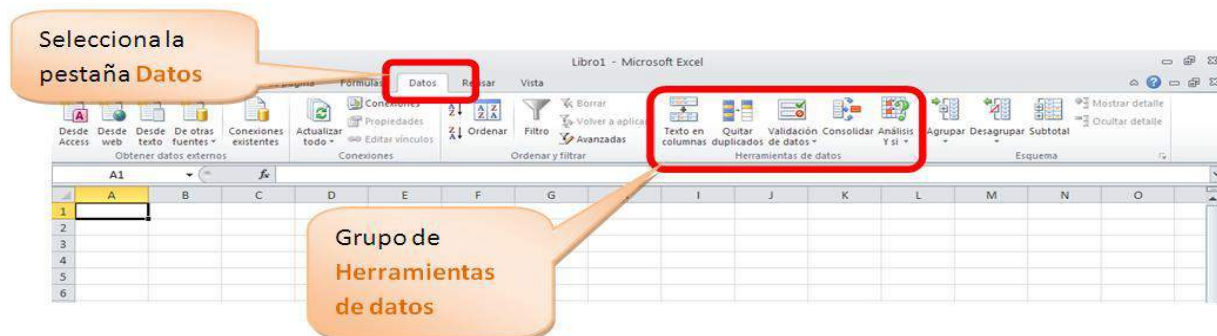 Selecciona la
pestaña Datos
Libro1 - Microsoft Excel
Fórmulas Datos Revisar Vista
Desde Access
Desde web
Desde texto
De otras fuentes
Conexiones existentes
Obtener datos externos
Actualizar todo
Conexiones
Propiedades
Editar vínculos
Conexiones
Ordenar
Filtro
Borrar
Volver a aplicar
Avanzadas
Ordenar y filtrar
Texto en columnas
Quitar duplicados
Validación de datos
Consolidar
Análisis Y si
Herramientas de datos
Agrupar
Desagrupar
Subtotal
Mostrar detalle
Ocultar detalle
Esquema
A1 fx
A B C D E F G I J K L M N O
1
2
3
4
5
6
Grupo de
Herramientas
de datos